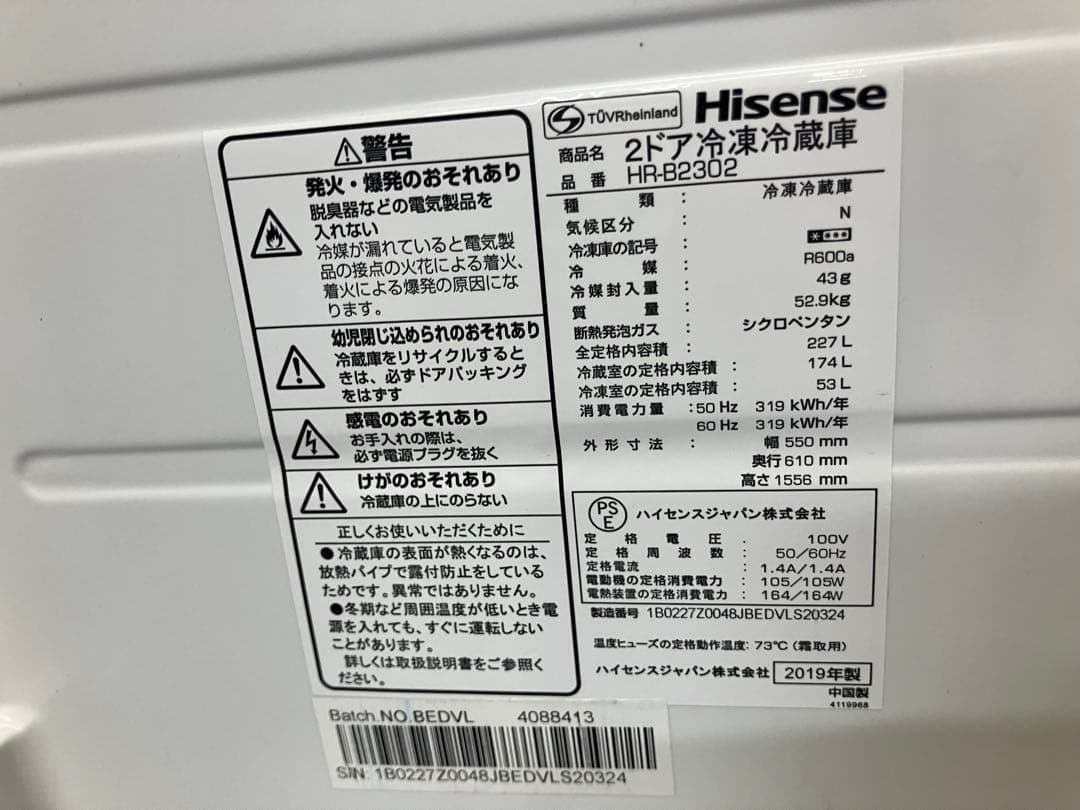 警告
発火・爆発のおそれあり
脱臭器などの電気製品を
入れない
冷媒が漏れていると電気製
品の接点の火花による着火、
着火による爆発の原因にな
ります。
幼児閉じ込められのおそれあり
冷蔵庫をリサイクルすると
きは、必ずドアパッキング
をはずす
感電のおそれあり
お手入れの際は、
必ず電源プラグを抜く
けがのおそれあり
冷蔵庫の上にのらない
正しくお使いいただくために
●冷蔵庫の表面が熱くなるのは、
放熱パイプで露付防止をしている
ためです。異常ではありません。
●冬期など周囲温度が低いとき電
源を入れても、すぐに運転しない
ことがあります。
詳しくは取扱説明書をご参照く
ださい。
TÜVRheinland Hisense
商品名 2ドア冷凍冷蔵庫
品番 HR-B2302
種類 : 冷凍冷蔵庫
気候区分 : N
冷凍庫の記号 :
冷媒 : R600a
冷媒封入量 : 43g
質量 : 52.9kg
断熱発泡ガス : シクロペンタン
全定格内容積 : 227L
冷蔵室の定格内容積 : 174L
冷凍室の定格内容積 : 53L
消費電力量 :50 Hz 319 kWh/年
60 Hz 319 kWh/年
外形寸法 : 幅 550 mm
奥行 610 mm
高さ 1556 mm
PSE ハイセンスジャパン株式会社
定格電圧 : 100V
定格周波数 : 50/60Hz
定格電流 : 1.4A/1.4A
電動機の定格消費電力 : 105/105W
電熱装置の定格消費電力 : 164/164W
製造番号 1B0227Z0048JBEDVLS20324
温度ヒューズの定格動作温度:73℃(霜取用)
ハイセンスジャパン株式会社 2019年製
中国製
4119968
Batch.NO.BEDVL 4088413
S/N: 1B0227Z0048JBEDVLS20324